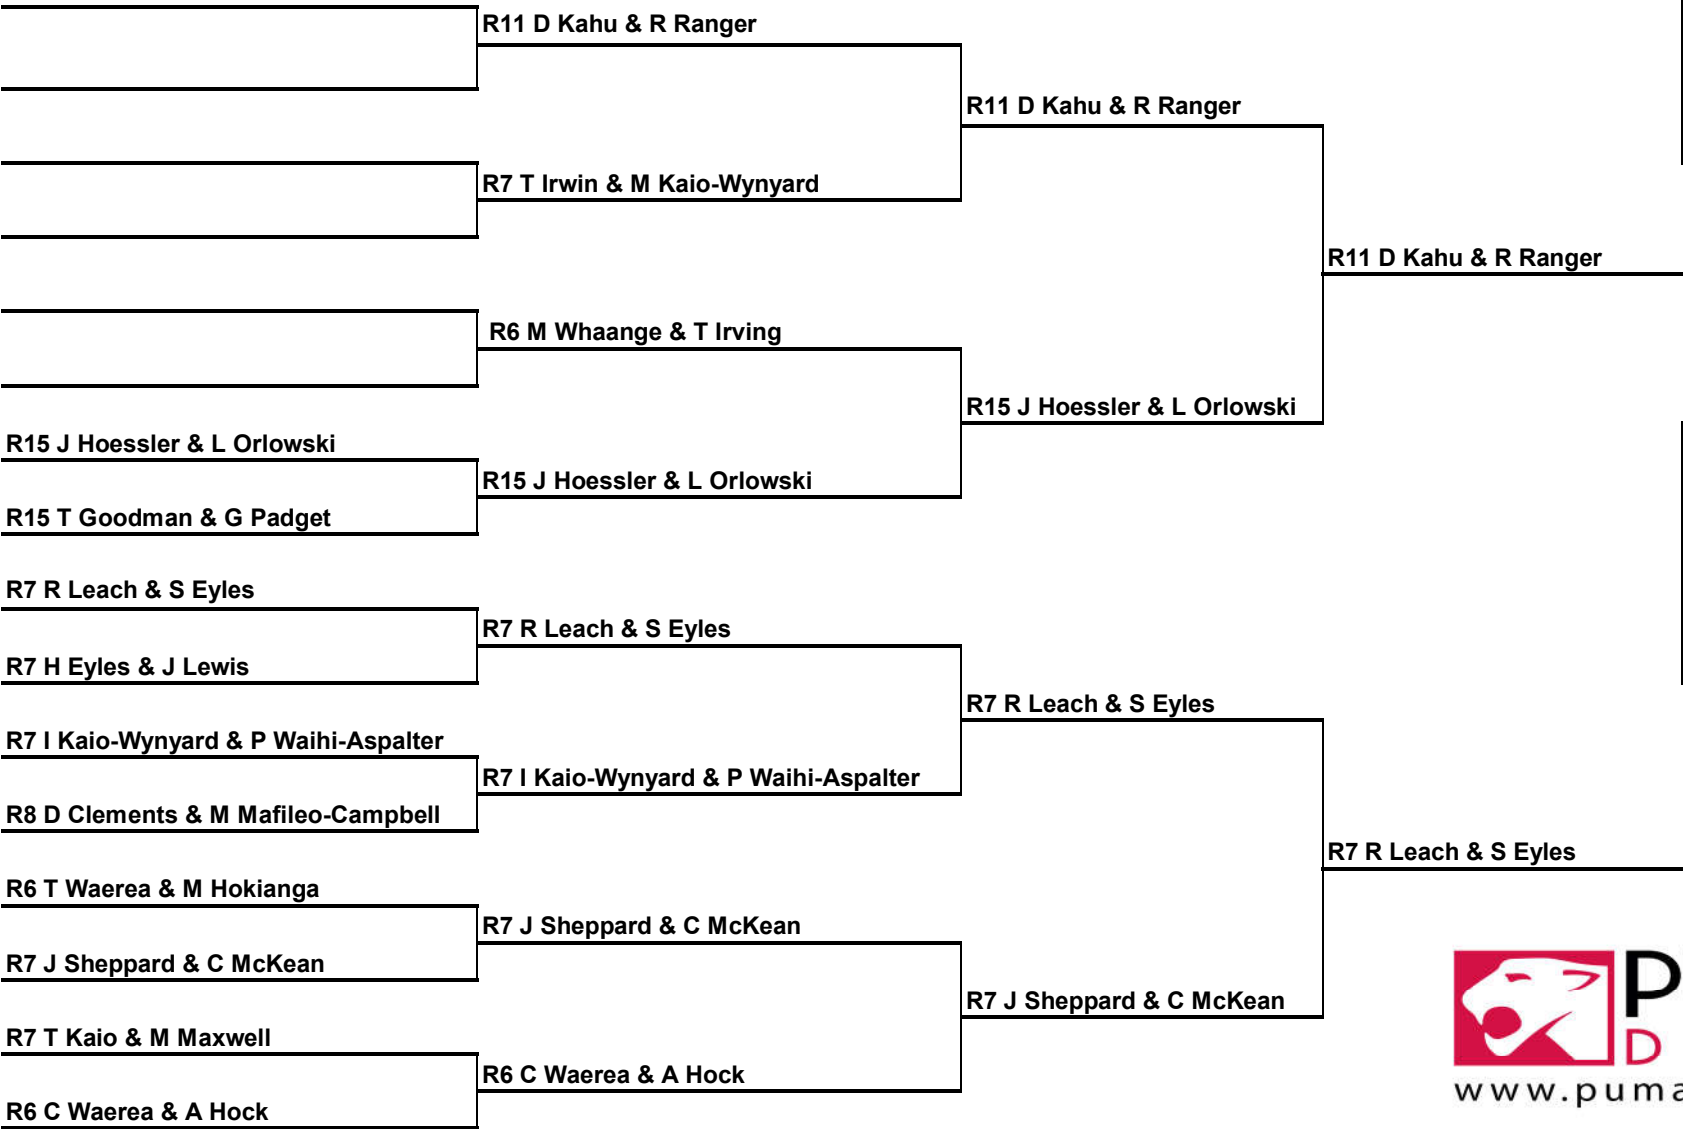 R11 D Kahu & R Ranger
R11 D Kahu & R Ranger
R7 T Irwin & M Kaio-Wynyard
R11 D Kahu & R Ranger
R6 M Whaange & T Irving
R15 J Hoessler & L Orlowski
R15 J Hoessler & L Orlowski
R15 J Hoessler & L Orlowski
R15 T Goodman & G Padget
R7 R Leach & S Eyles
R7 R Leach & S Eyles
R7 H Eyles & J Lewis
R7 R Leach & S Eyles
R7 I Kaio-Wynyard & P Waihi-Aspalter
R7 I Kaio-Wynyard & P Waihi-Aspalter
R8 D Clements & M Mafileo-Campbell
R7 R Leach & S Eyles
R6 T Waerea & M Hokianga
R7 J Sheppard & C McKean
R7 J Sheppard & C McKean
R7 J Sheppard & C McKean
R7 T Kaio & M Maxwell
R6 C Waerea & A Hock
R6 C Waerea & A Hock
P
D
www.puma